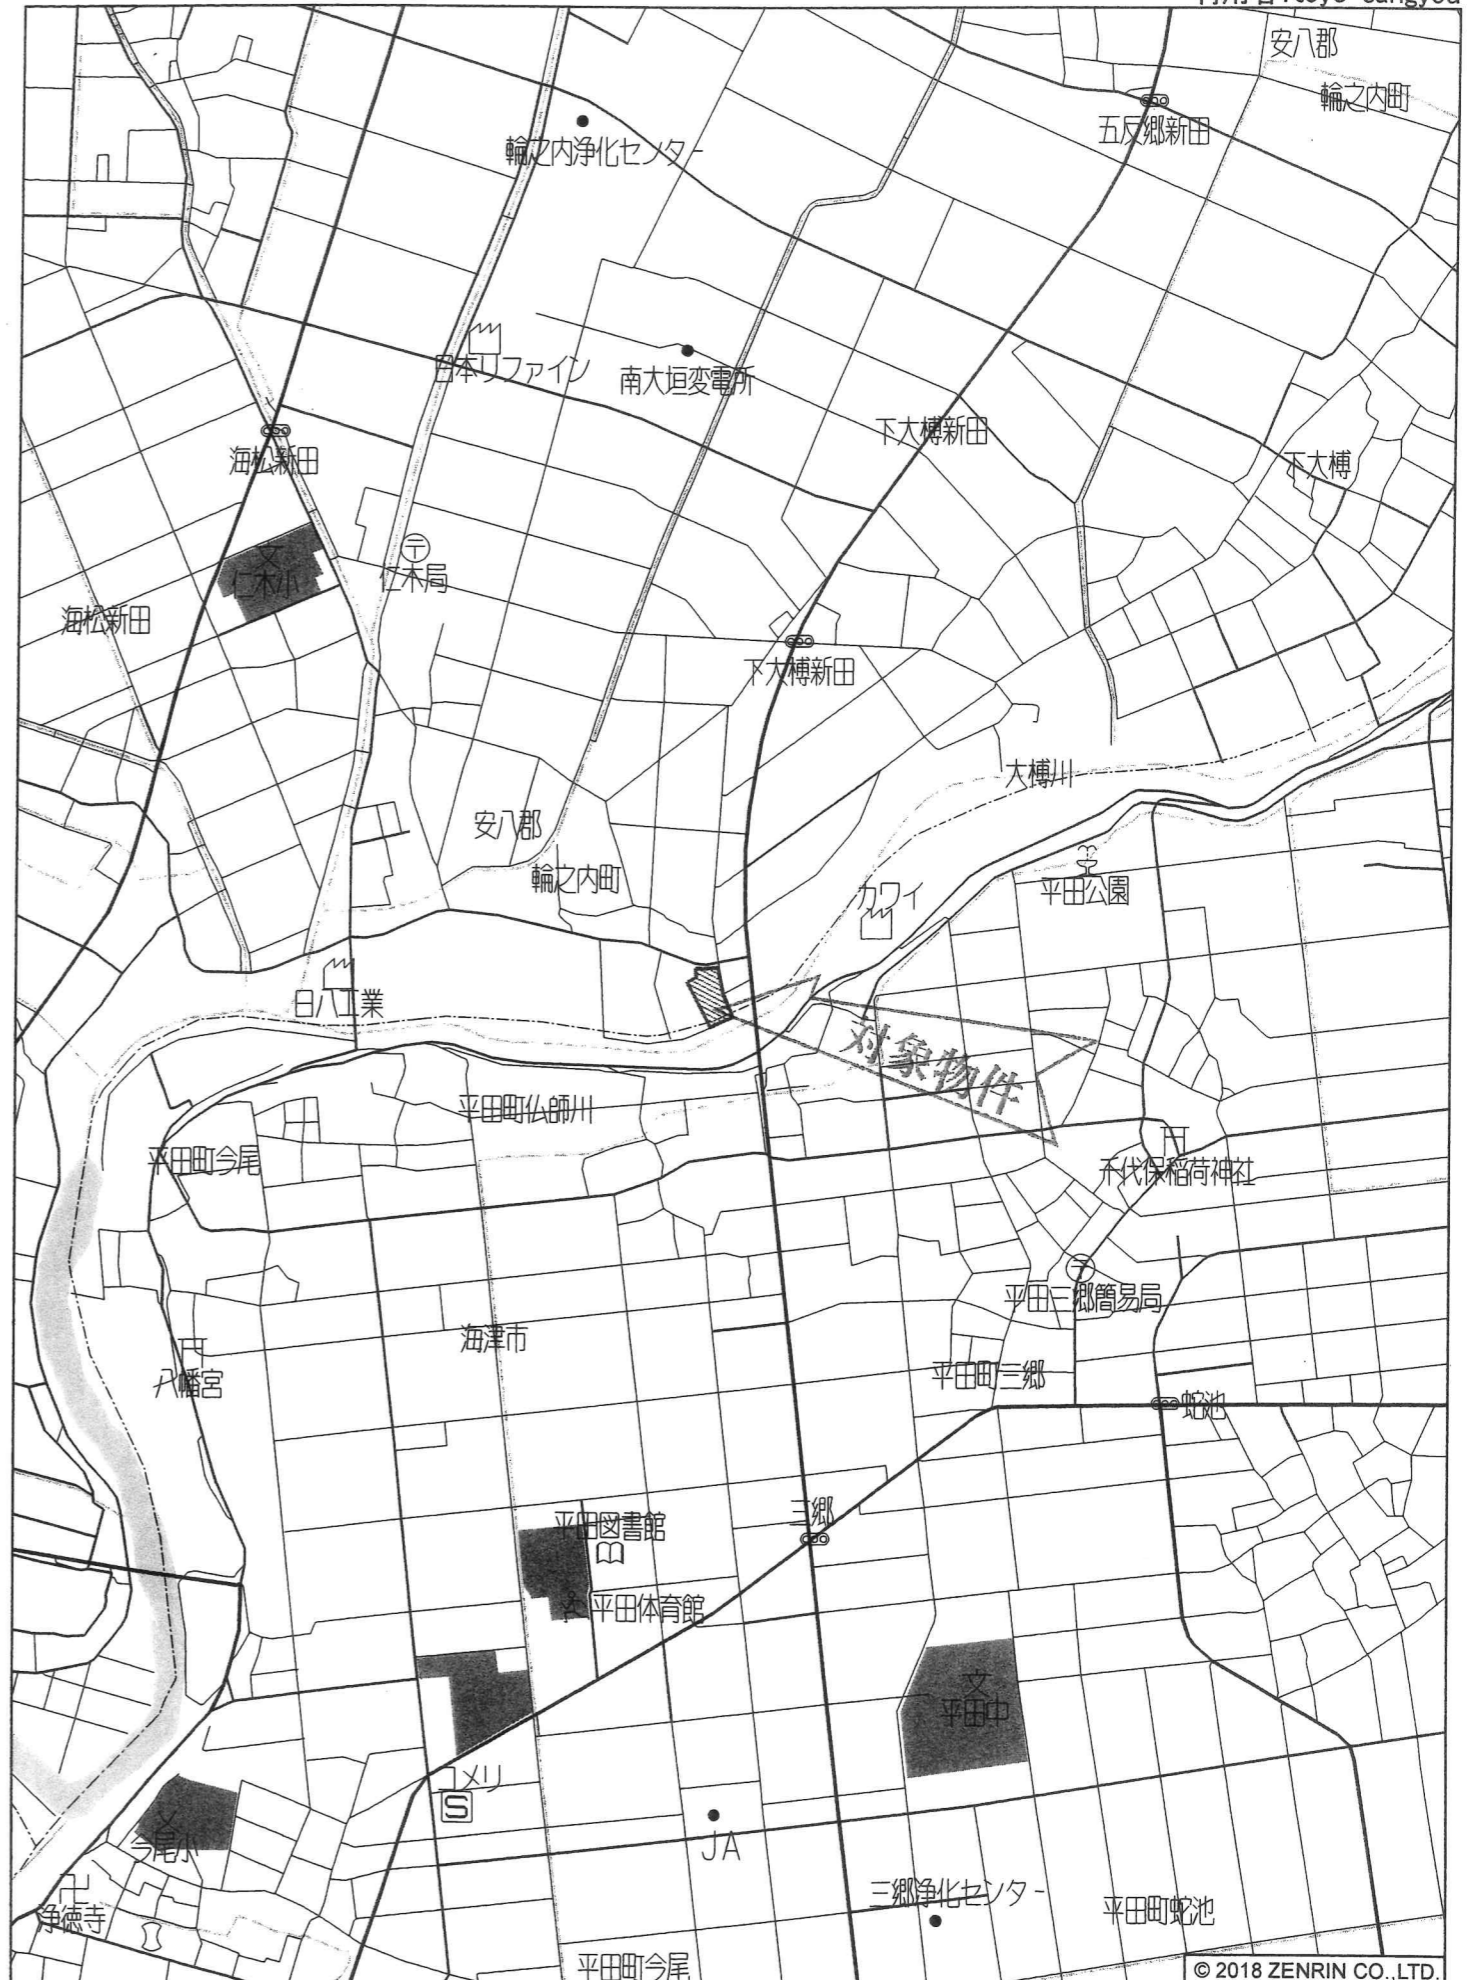 安八郡
輪之内町
五反郷新田
輪之内浄化センター
日本リファイン
南大垣変電所
下大榑新田
海松新田
下大榑
文
仁木小
〒
仁木局
海松新田
下大榑新田
大榑川
安八郡
輪之内町
カワイ
平田公園
日八工業
対象物件
平田町仏師川
平田町今尾
千代保稲荷神社
〒
平田三郷簡易局
海津市
八幡宮
平田町三郷
蛇池
三郷
平田図書館
平田体育館
文
平田中
コメリ
S
文
今尾小
JA
三郷浄化センター
浄徳寺
平田町蛇池
平田町今尾
© 2018 ZENRIN CO.,LTD.